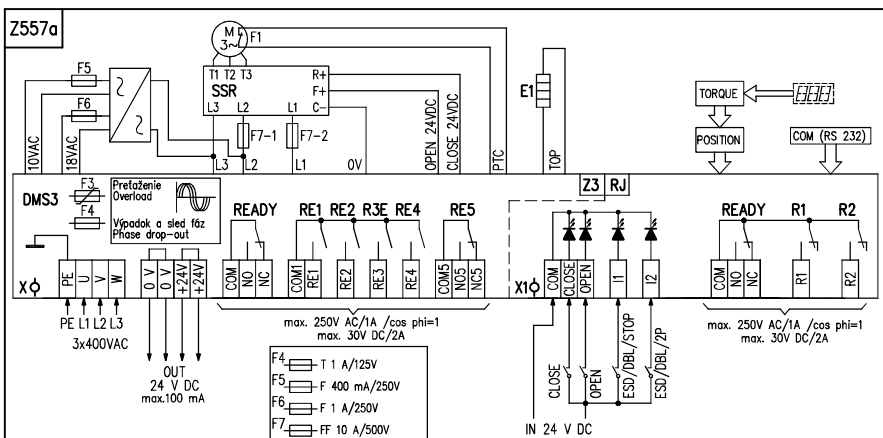 Z557a
F5
F6
10VAC
18VAC
M
3~
F1
T1 T2 T3
SSR
R+
F+
C-
L3 L2 L1
F7-1
F7-2
L3 L2 L1
0V
OPEN 24VDC
CLOSE 24VDC
PTC
E1
TOP
TORQUE
POSITION
COM (RS 232)
DMS3
F3
F4
Preťaženie
Overload
Výpadok a sled fáz
Phase drop-out
Z3 RJ
READY
RE1 RE2 R3E RE4
RE5
READY R1 R2
X
PE U V W
0 V
0 V
+24V
+24V
COM NO NC
COM1 RE1 RE2 RE3 RE4
COM5 NO5 NC5
X1
COM CLOSE OPEN I1 I2
COM NO NC
R1
R2
PE L1 L2 L3
3x400VAC
OUT
24 V DC
max.100 mA
max. 250V AC/1A /cos phi=1
max. 30V DC/2A
F4 T 1 A/125V
F5 F 400 mA/250V
F6 F 1 A/250V
F7 FF 10 A/500V
CLOSE
OPEN
ESD/DBL/STOP
ESD/DBL/2P
IN 24 V DC
max. 250V AC/1A /cos phi=1
max. 30V DC/2A